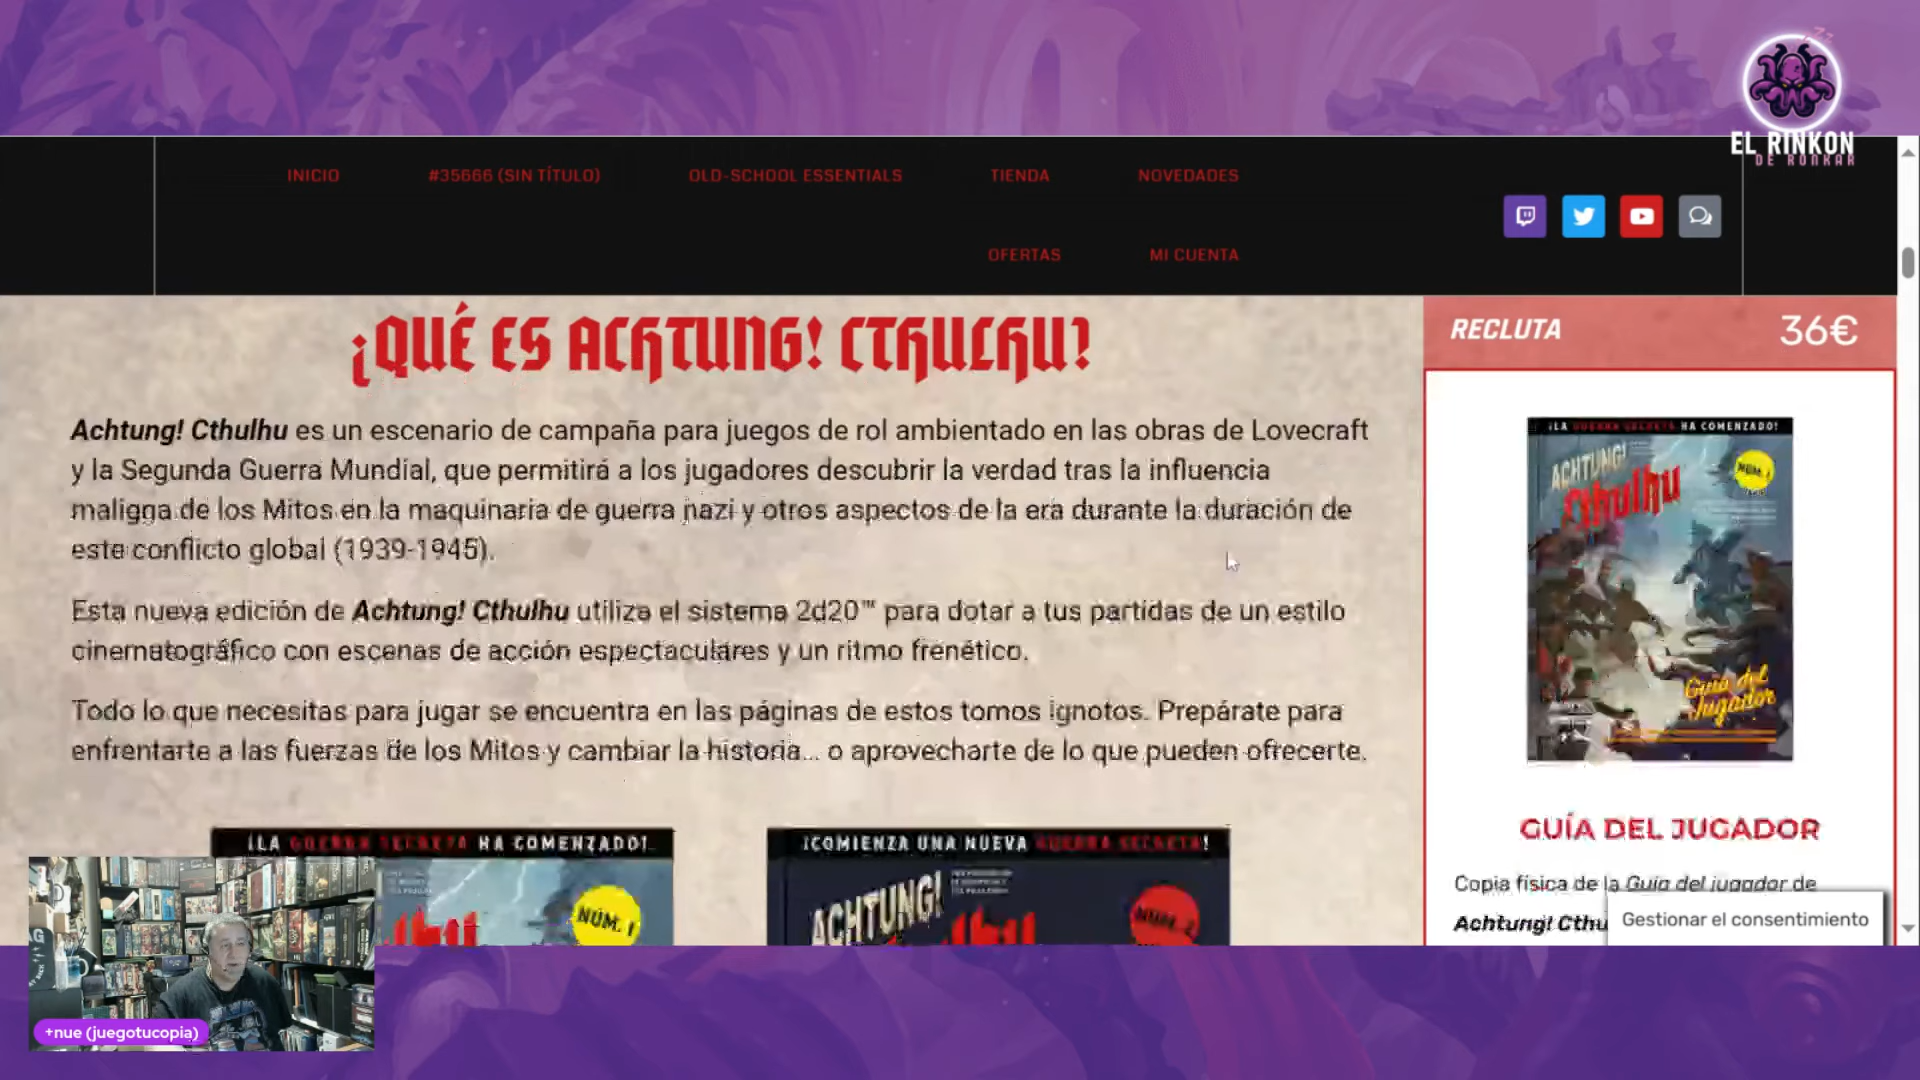 EL RINKON
DE RONKAR
INICIO
#35666 (SIN TÍTULO)
OLD-SCHOOL ESSENTIALS
TIENDA
NOVEDADES
OFERTAS
MI CUENTA
¿QUÉ ES ACHTUNG! CTHULHU?
Achtung! Cthulhu es un escenario de campaña para juegos de rol ambientado en las obras de Lovecraft
y la Segunda Guerra Mundial, que permitirá a los jugadores descubrir la verdad tras la influencia
maligga de los Mitos en la maquinaria de guerra nazi y otros aspectos de la era durante la duración de
este conflicto global (1939-1945).
Esta nueva edición de Achtung! Cthulhu utiliza el sistema 2d20™ para dotar a tus partidas de un estilo
cinematográfico con escenas de acción espectaculares y un ritmo frenético.
Todo lo que necesitas para jugar se encuentra en las páginas de estos tomos ignotos. Prepárate para
enfrentarte a las fuerzas de los Mitos y cambiar la historia... o aprovecharte de lo que pueden ofrecerte.
¡LA GUERRA SECRETA HA COMENZADO!
NÚM. 1
¡COMIENZA UNA NUEVA GUERRA SECRETA!
ACHTUNG!
NÚM. 2
RECLUTA
36€
¡LA GUERRA SECRETA HA COMENZADO!
ACHTUNG!
Cthulhu
NÚM. 1
Guía del
Jugador
GUÍA DEL JUGADOR
Copia física de la Guía del jugador de
Achtung! Cthu
Gestionar el consentimiento
+nue (juegotucopia)